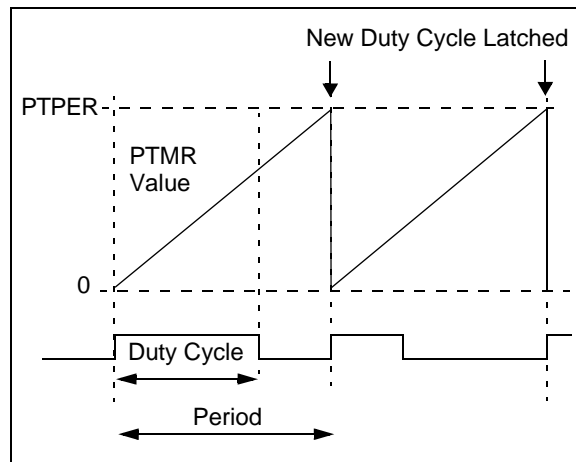 New Duty Cycle Latched
PTPER
PTMR
Value
0
Duty Cycle
Period